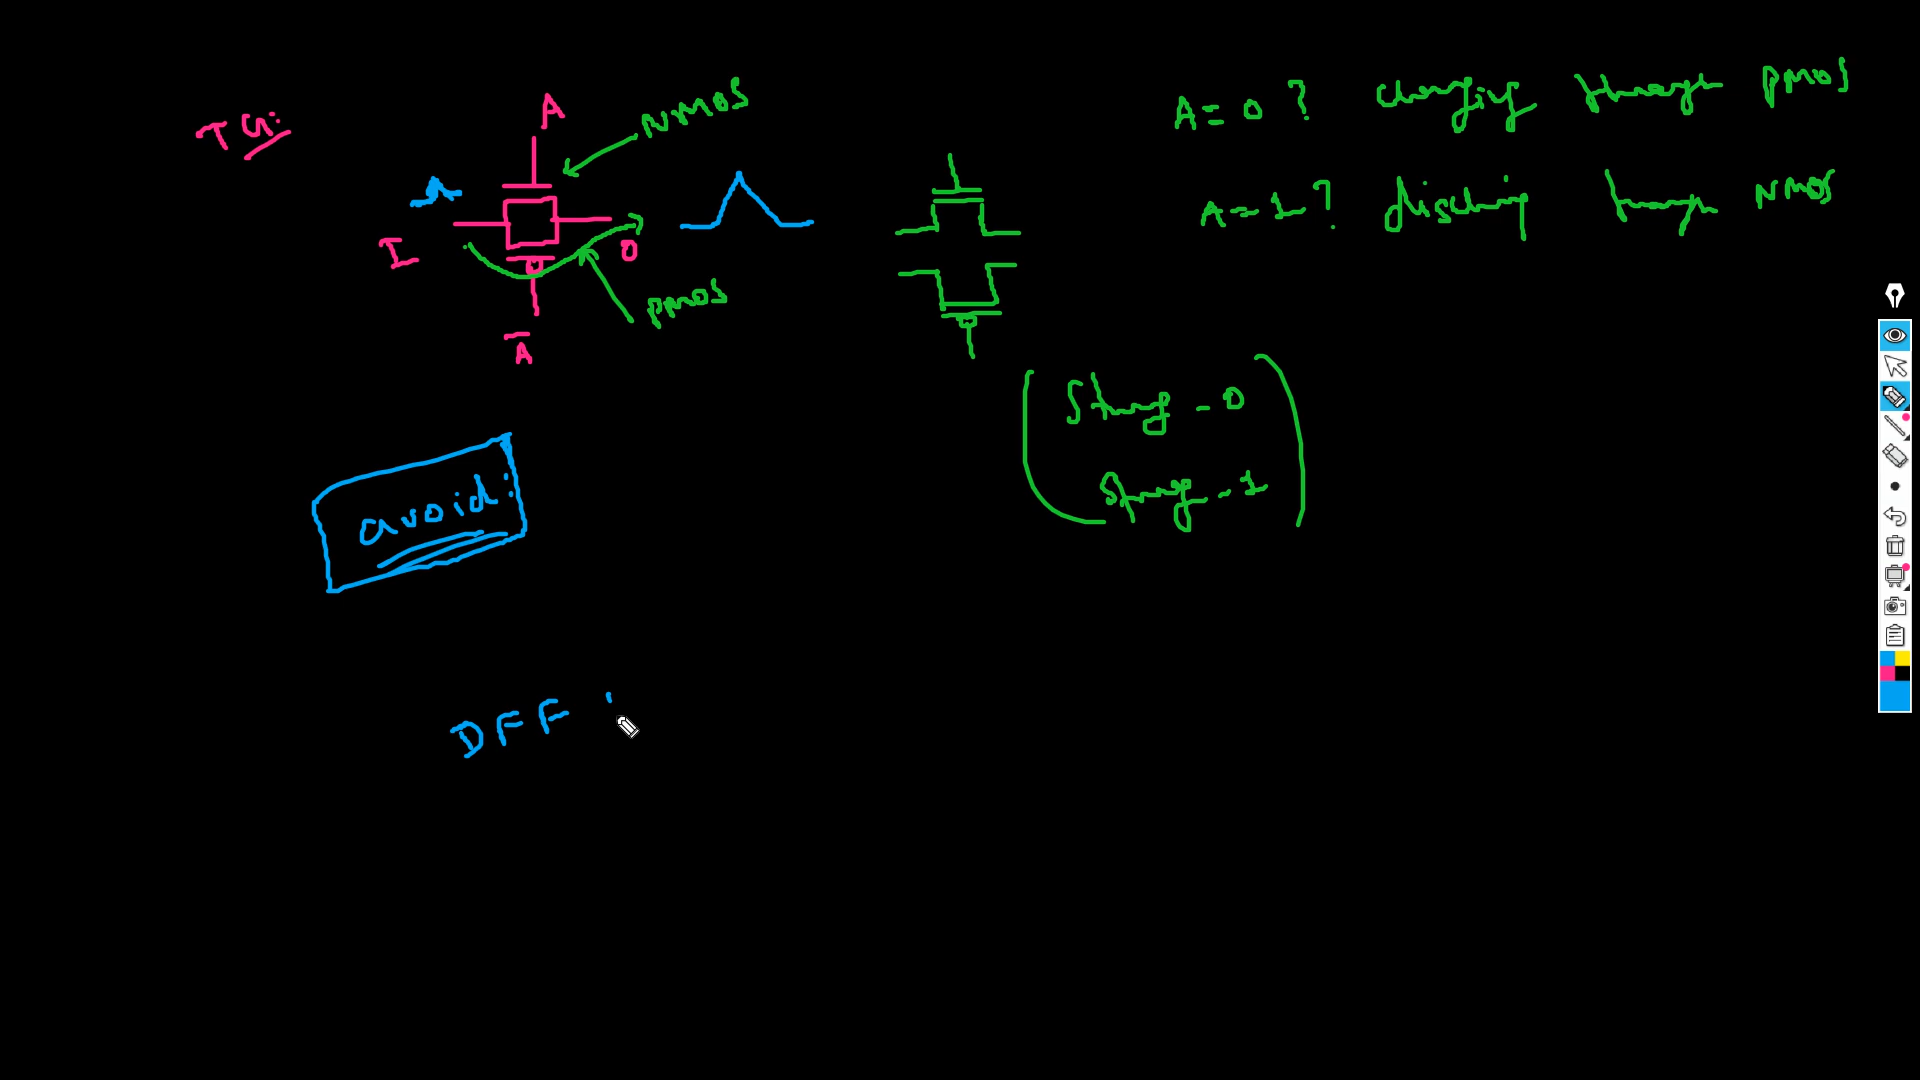 TG:
A
NMOS
I
O
PMOS
A̅
A = 0 ? charging through PMOS
A = 1 ? discharging through NMOS
Strong - 0
Strong - 1
avoid:
DFF